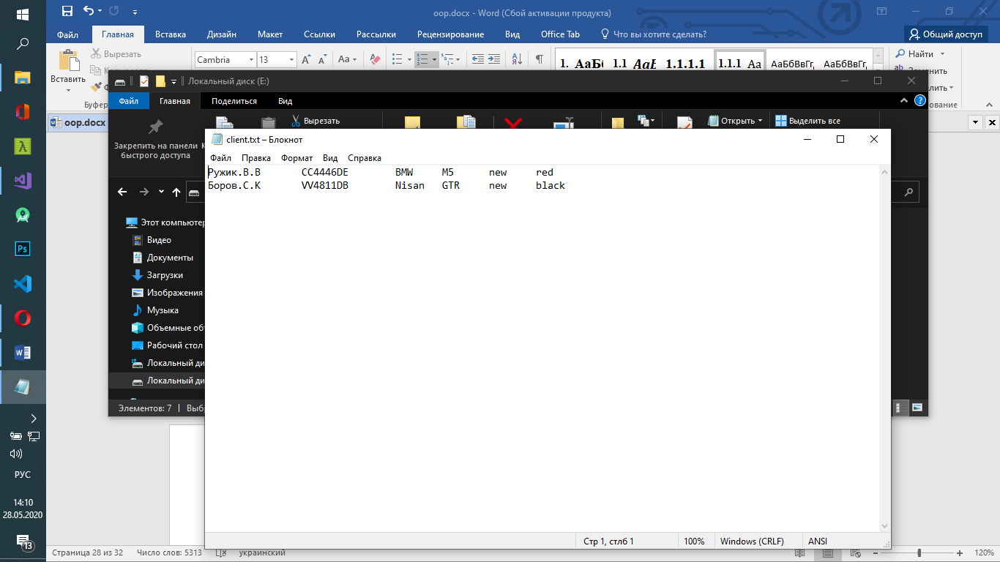 oop.docx - Word (Сбой активации продукта)
Файл Главная Вставка Дизайн Макет Ссылки Рассылки Рецензирование Вид Office Tab Что вы хотите сделать? Общий доступ
Вставить
Вырезать
Cambria 13
1. АаБб 1.1 АаБ 1.1.1.1 1.1.1 Аа АаБбВвГг, АаБбВвГг,
Найти
oop.docx
Локальный диск (E:)
Файл Главная Поделиться Вид
Закрепить на панели
быстрого доступа
Вырезать
Открыть
Выделить все
Этот компьютер
Видео
Документы
Загрузки
Изображения
Музыка
Объемные об
Рабочий стол
Локальный ди
Локальный ди
Элементов: 7
client.txt – Блокнот
Файл Правка Формат Вид Справка
Ружик.В.В CC4446DE BMW M5 new red
Боров.С.К VV4811DB Nisan GTR new black
Стр 1, стлб 1 100% Windows (CRLF) ANSI
Страница 28 из 32 Число слов: 5313 украинский 120%
Ps
РУС
14:10
28.05.2020
13